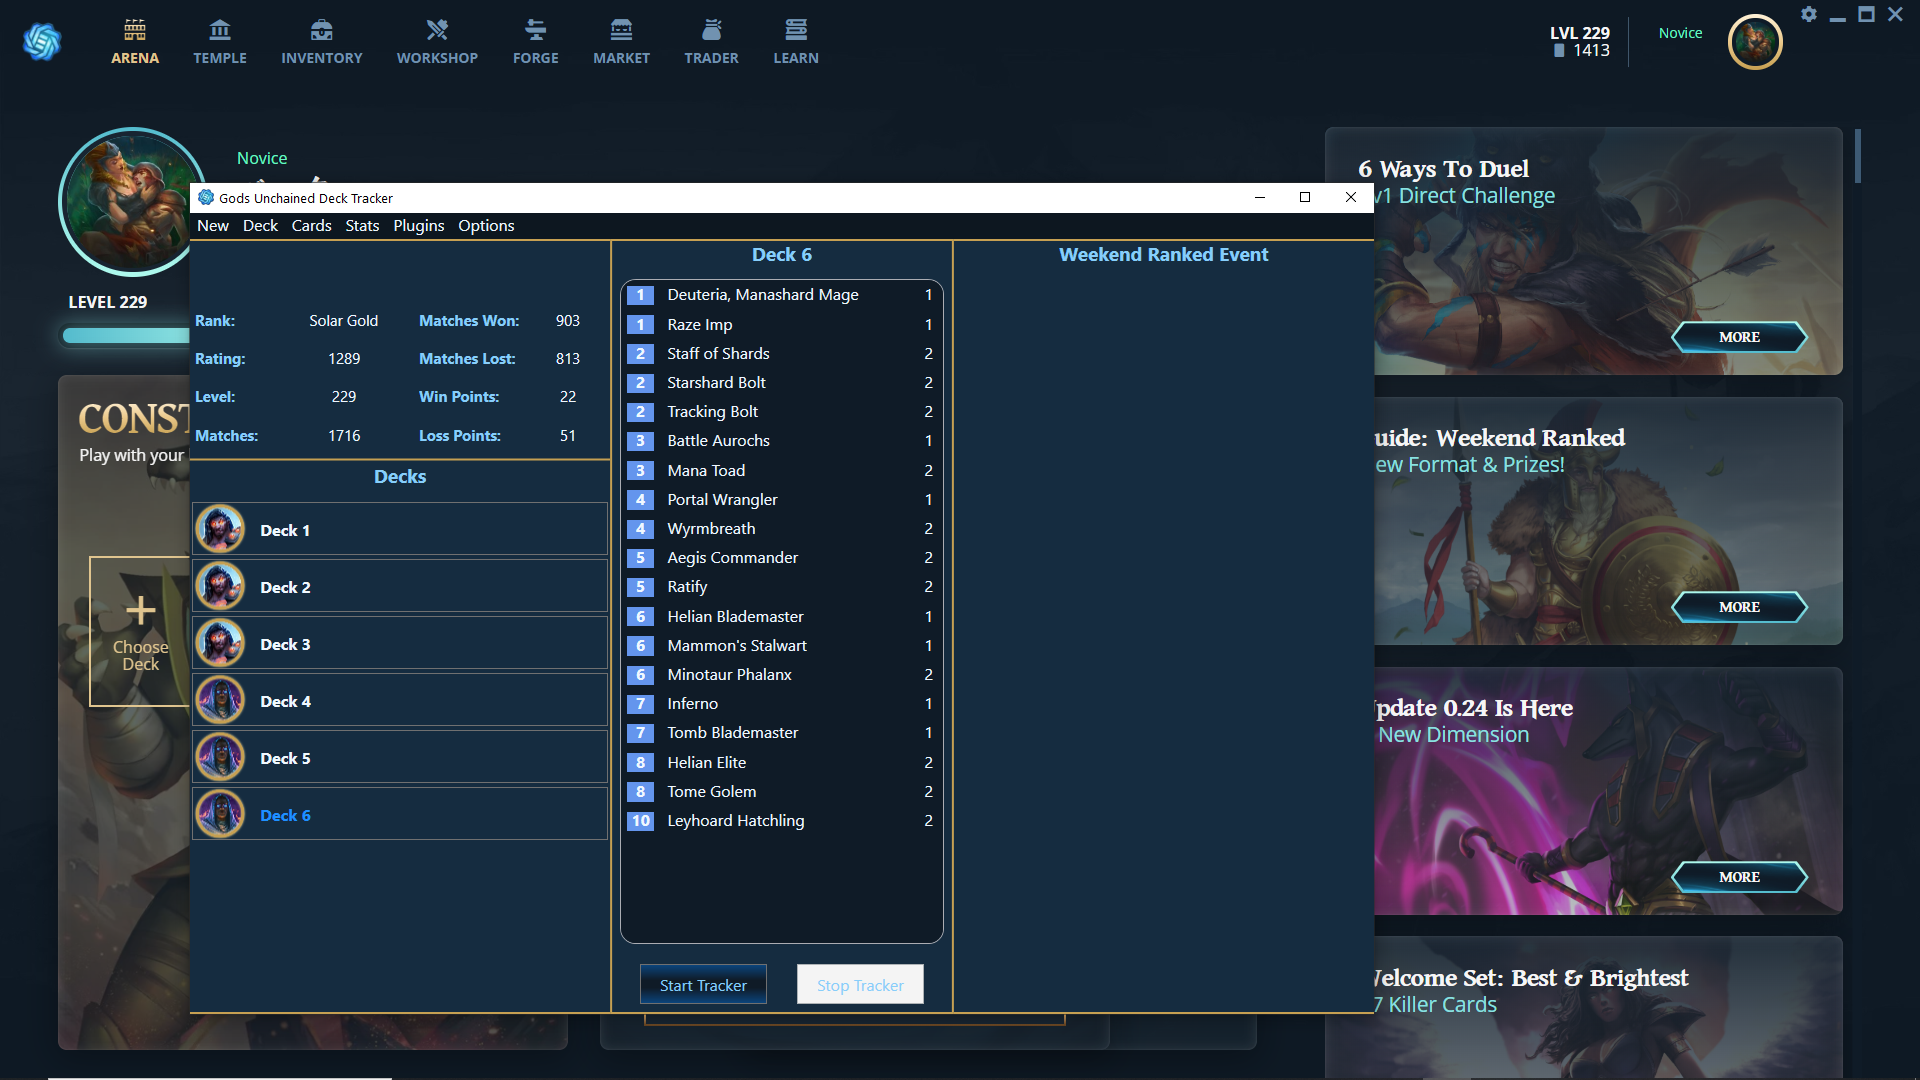 ARENA
TEMPLE
INVENTORY
WORKSHOP
FORGE
MARKET
TRADER
LEARN
LVL 229
1413
Novice
Novice
LEVEL 229
CONST
Play with your
+
Choose
Deck
Gods Unchained Deck Tracker
New Deck Cards Stats Plugins Options
Rank: Solar Gold Matches Won: 903
Rating: 1289 Matches Lost: 813
Level: 229 Win Points: 22
Matches: 1716 Loss Points: 51
Decks
Deck 1
Deck 2
Deck 3
Deck 4
Deck 5
Deck 6
Deck 6
1 Deuteria, Manashard Mage 1
1 Raze Imp 1
2 Staff of Shards 2
2 Starshard Bolt 2
2 Tracking Bolt 2
3 Battle Aurochs 1
3 Mana Toad 2
4 Portal Wrangler 1
4 Wyrmbreath 2
5 Aegis Commander 2
5 Ratify 2
6 Helian Blademaster 1
6 Mammon's Stalwart 1
6 Minotaur Phalanx 2
7 Inferno 1
7 Tomb Blademaster 1
8 Helian Elite 2
8 Tome Golem 2
10 Leyhoard Hatchling 2
Start Tracker
Stop Tracker
Weekend Ranked Event
6 Ways To Duel
v1 Direct Challenge
MORE
uide: Weekend Ranked
ew Format & Prizes!
MORE
pdate 0.24 Is Here
New Dimension
MORE
elcome Set: Best & Brightest
7 Killer Cards